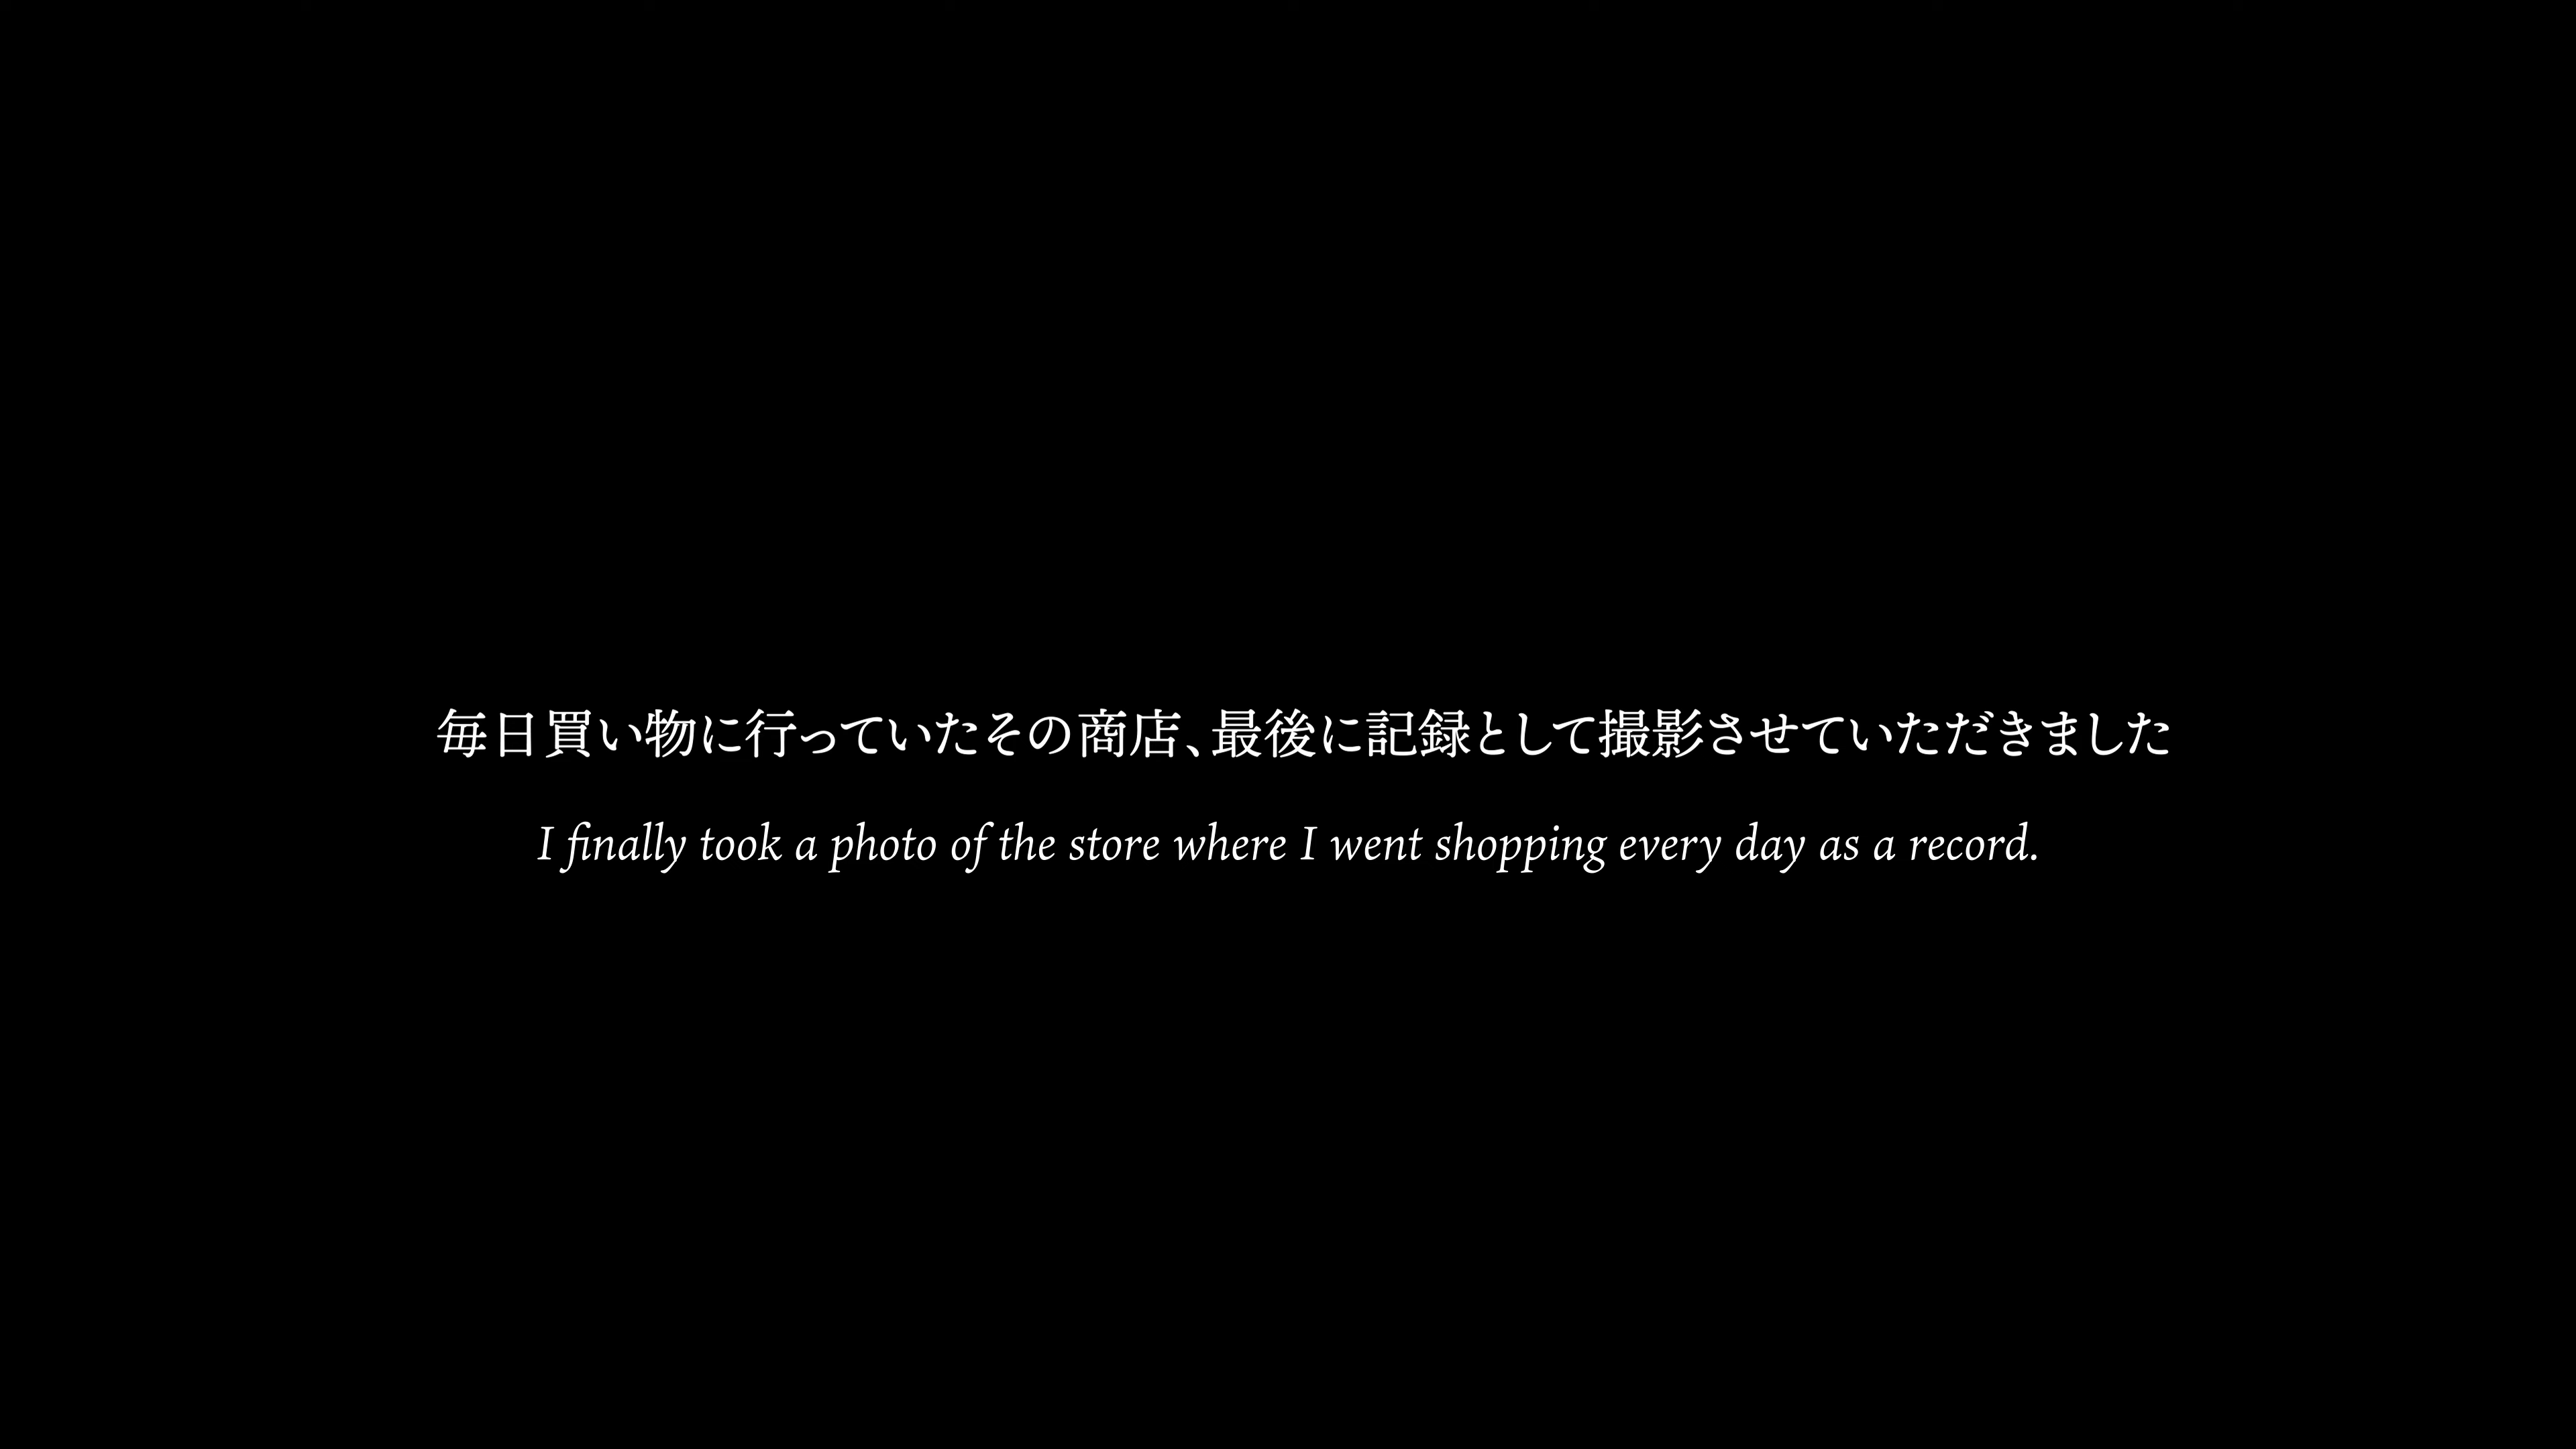 毎日買い物に行っていたその商店、最後に記録として撮影させていただきました
I finally took a photo of the store where I went shopping every day as a record.